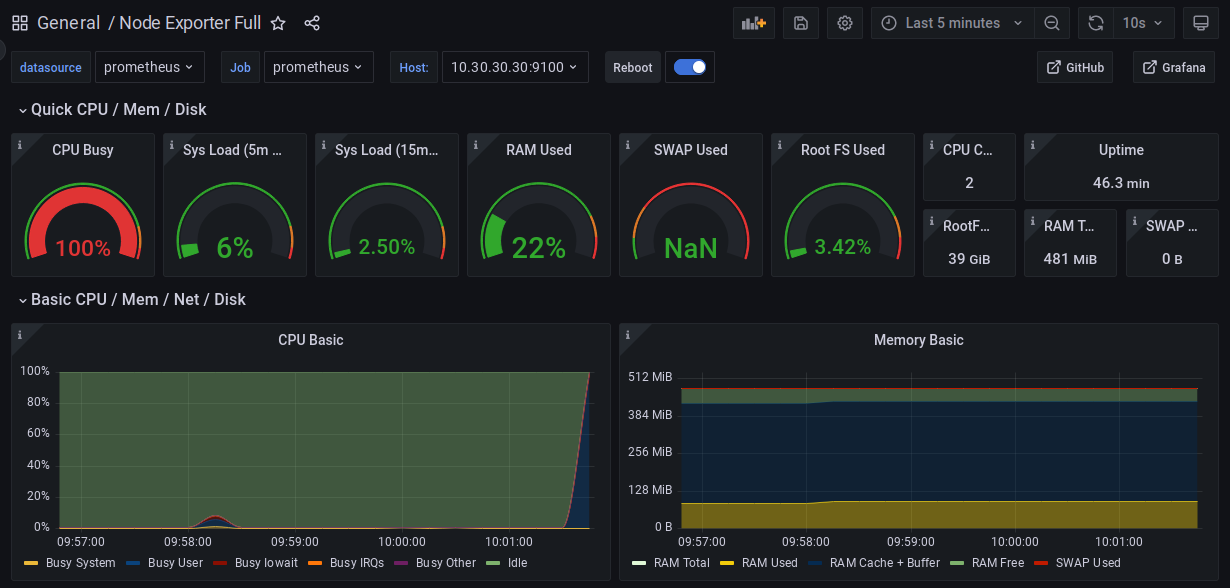 General / Node Exporter Full
Last 5 minutes
10s
datasource prometheus Job prometheus Host: 10.30.30.30:9100 Reboot GitHub Grafana
Quick CPU / Mem / Disk
CPU Busy
100%
Sys Load (5m ...
6%
Sys Load (15m...
2.50%
RAM Used
22%
SWAP Used
NaN
Root FS Used
3.42%
CPU C...
2
Uptime
46.3 min
RootF...
39 GiB
RAM T...
481 MiB
SWAP ...
0 B
Basic CPU / Mem / Net / Disk
CPU Basic
100%
80%
60%
40%
20%
0%
09:57:00 09:58:00 09:59:00 10:00:00 10:01:00
Busy System Busy User Busy Iowait Busy IRQs Busy Other Idle
Memory Basic
512 MiB
384 MiB
256 MiB
128 MiB
0 B
09:57:00 09:58:00 09:59:00 10:00:00 10:01:00
RAM Total RAM Used RAM Cache + Buffer RAM Free SWAP Used